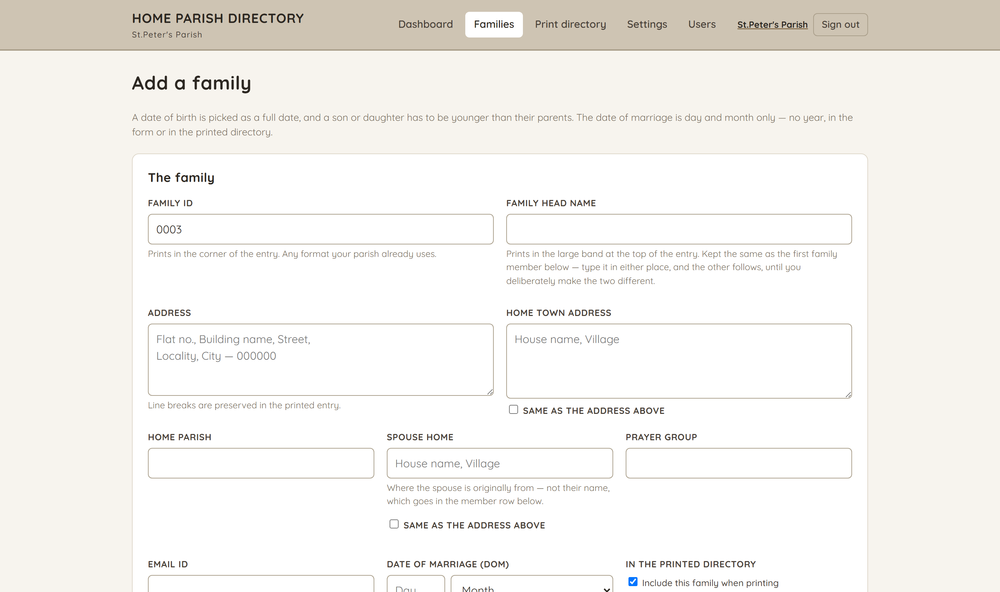 HOME PARISH DIRECTORY
St.Peter's Parish
Dashboard
Families
Print directory
Settings
Users
St.Peter's Parish
Sign out
Add a family
A date of birth is picked as a full date, and a son or daughter has to be younger than their parents. The date of marriage is day and month only — no year, in the
form or in the printed directory.
The family
FAMILY ID
0003
Prints in the corner of the entry. Any format your parish already uses.
FAMILY HEAD NAME
Prints in the large band at the top of the entry. Kept the same as the first family
member below — type it in either place, and the other follows, until you
deliberately make the two different.
ADDRESS
Flat no., Building name, Street,
Locality, City — 000000
Line breaks are preserved in the printed entry.
HOME TOWN ADDRESS
House name, Village
SAME AS THE ADDRESS ABOVE
HOME PARISH
SPOUSE HOME
House name, Village
Where the spouse is originally from — not their name,
which goes in the member row below.
SAME AS THE ADDRESS ABOVE
PRAYER GROUP
EMAIL ID
DATE OF MARRIAGE (DOM)
Day
Month
IN THE PRINTED DIRECTORY
Include this family when printing